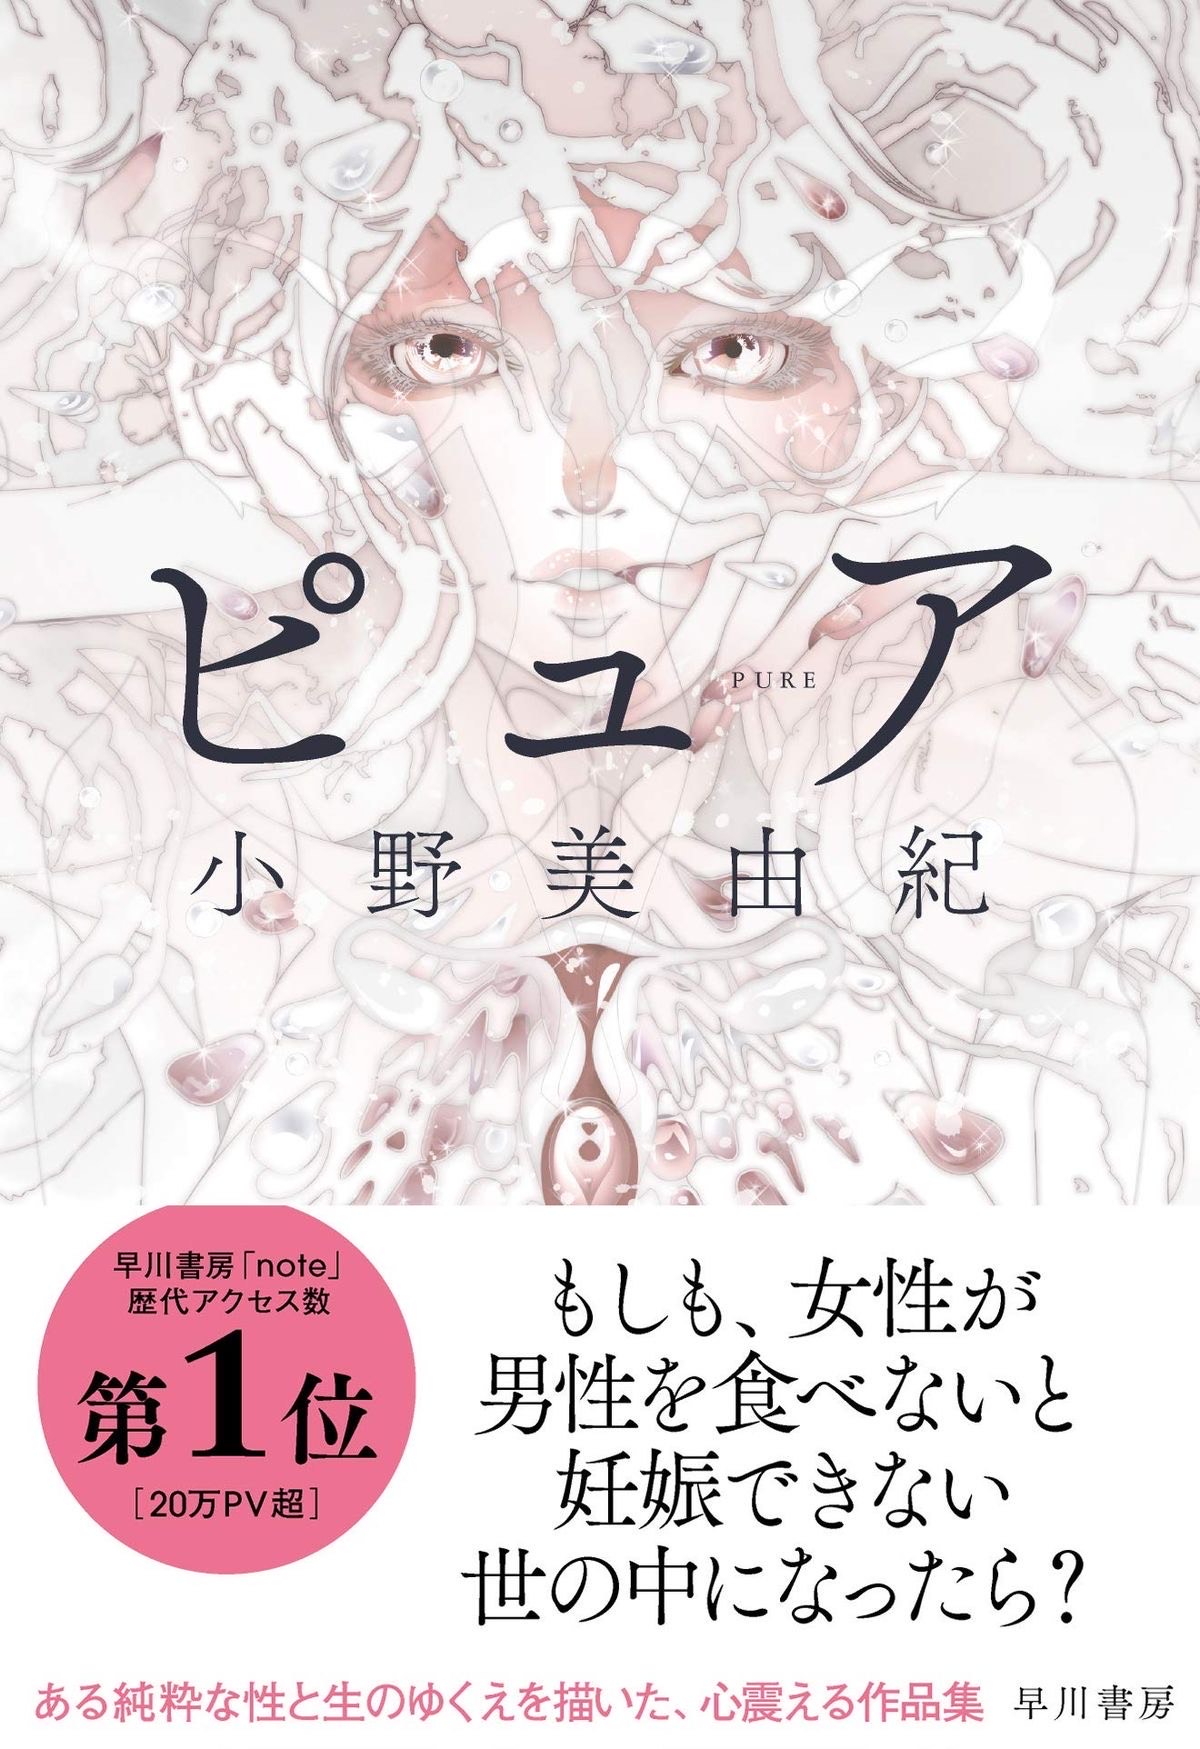 ピュア
PURE
小野美由紀
早川書房「note」
歴代アクセス数
第1位
[20万PV超]
もしも、女性が
男性を食べないと
妊娠できない
世の中になったら？
ある純粋な性と生のゆくえを描いた、心震える作品集
早川書房